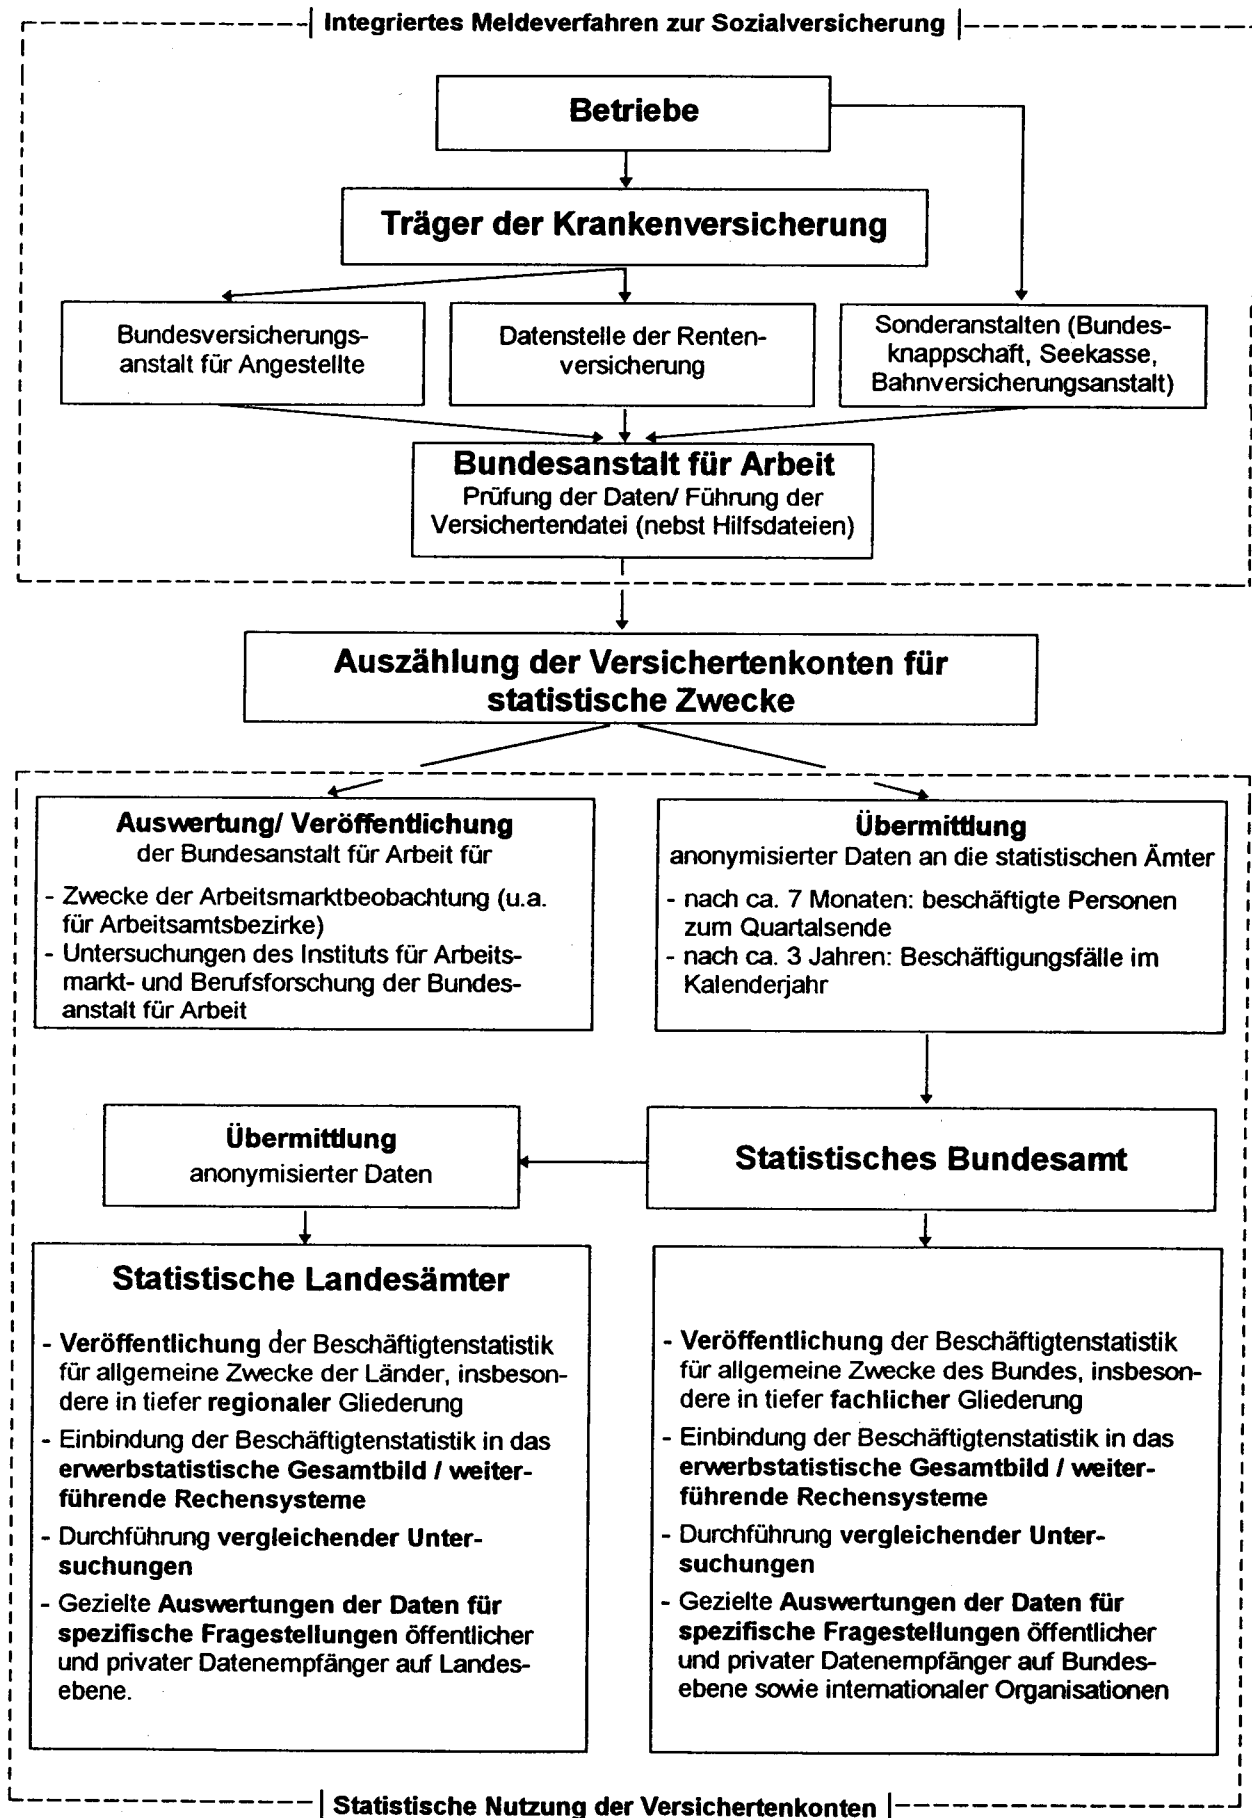 Integriertes Meldeverfahren zur Sozialversicherung
Betriebe
Träger der Krankenversicherung
Bundesversicherungs-
anstalt für Angestellte
Datenstelle der Renten-
versicherung
Sonderanstalten (Bundes-
knappschaft, Seekasse,
Bahnversicherungsanstalt)
Bundesanstalt für Arbeit
Prüfung der Daten/ Führung der
Versichertendatei (nebst Hilfsdateien)
Auszählung der Versichertenkonten für
statistische Zwecke
Auswertung/ Veröffentlichung
der Bundesanstalt für Arbeit für
- Zwecke der Arbeitsmarktbeobachtung (u.a.
für Arbeitsamtsbezirke)
- Untersuchungen des Instituts für Arbeits-
markt- und Berufsforschung der Bundes-
anstalt für Arbeit
Übermittlung
anonymisierter Daten an die statistischen Ämter
- nach ca. 7 Monaten: beschäftigte Personen
zum Quartalsende
- nach ca. 3 Jahren: Beschäftigungsfälle im
Kalenderjahr
Übermittlung
anonymisierter Daten
Statistisches Bundesamt
Statistische Landesämter
- Veröffentlichung der Beschäftigtenstatistik
für allgemeine Zwecke der Länder, insbeson-
dere in tiefer regionaler Gliederung
- Einbindung der Beschäftigtenstatistik in das
erwerbstatistische Gesamtbild / weiter-
führende Rechensysteme
- Durchführung vergleichender Unter-
suchungen
- Gezielte Auswertungen der Daten für
spezifische Fragestellungen öffentlicher
und privater Datenempfänger auf Landes-
ebene.
- Veröffentlichung der Beschäftigtenstatistik
für allgemeine Zwecke des Bundes, insbeson-
dere in tiefer fachlicher Gliederung
- Einbindung der Beschäftigtenstatistik in das
erwerbstatistische Gesamtbild / weiter-
führende Rechensysteme
- Durchführung vergleichender Unter-
suchungen
- Gezielte Auswertungen der Daten für
spezifische Fragestellungen öffentlicher
und privater Datenempfänger auf Bundes-
ebene sowie internationaler Organisationen
Statistische Nutzung der Versichertenkonten